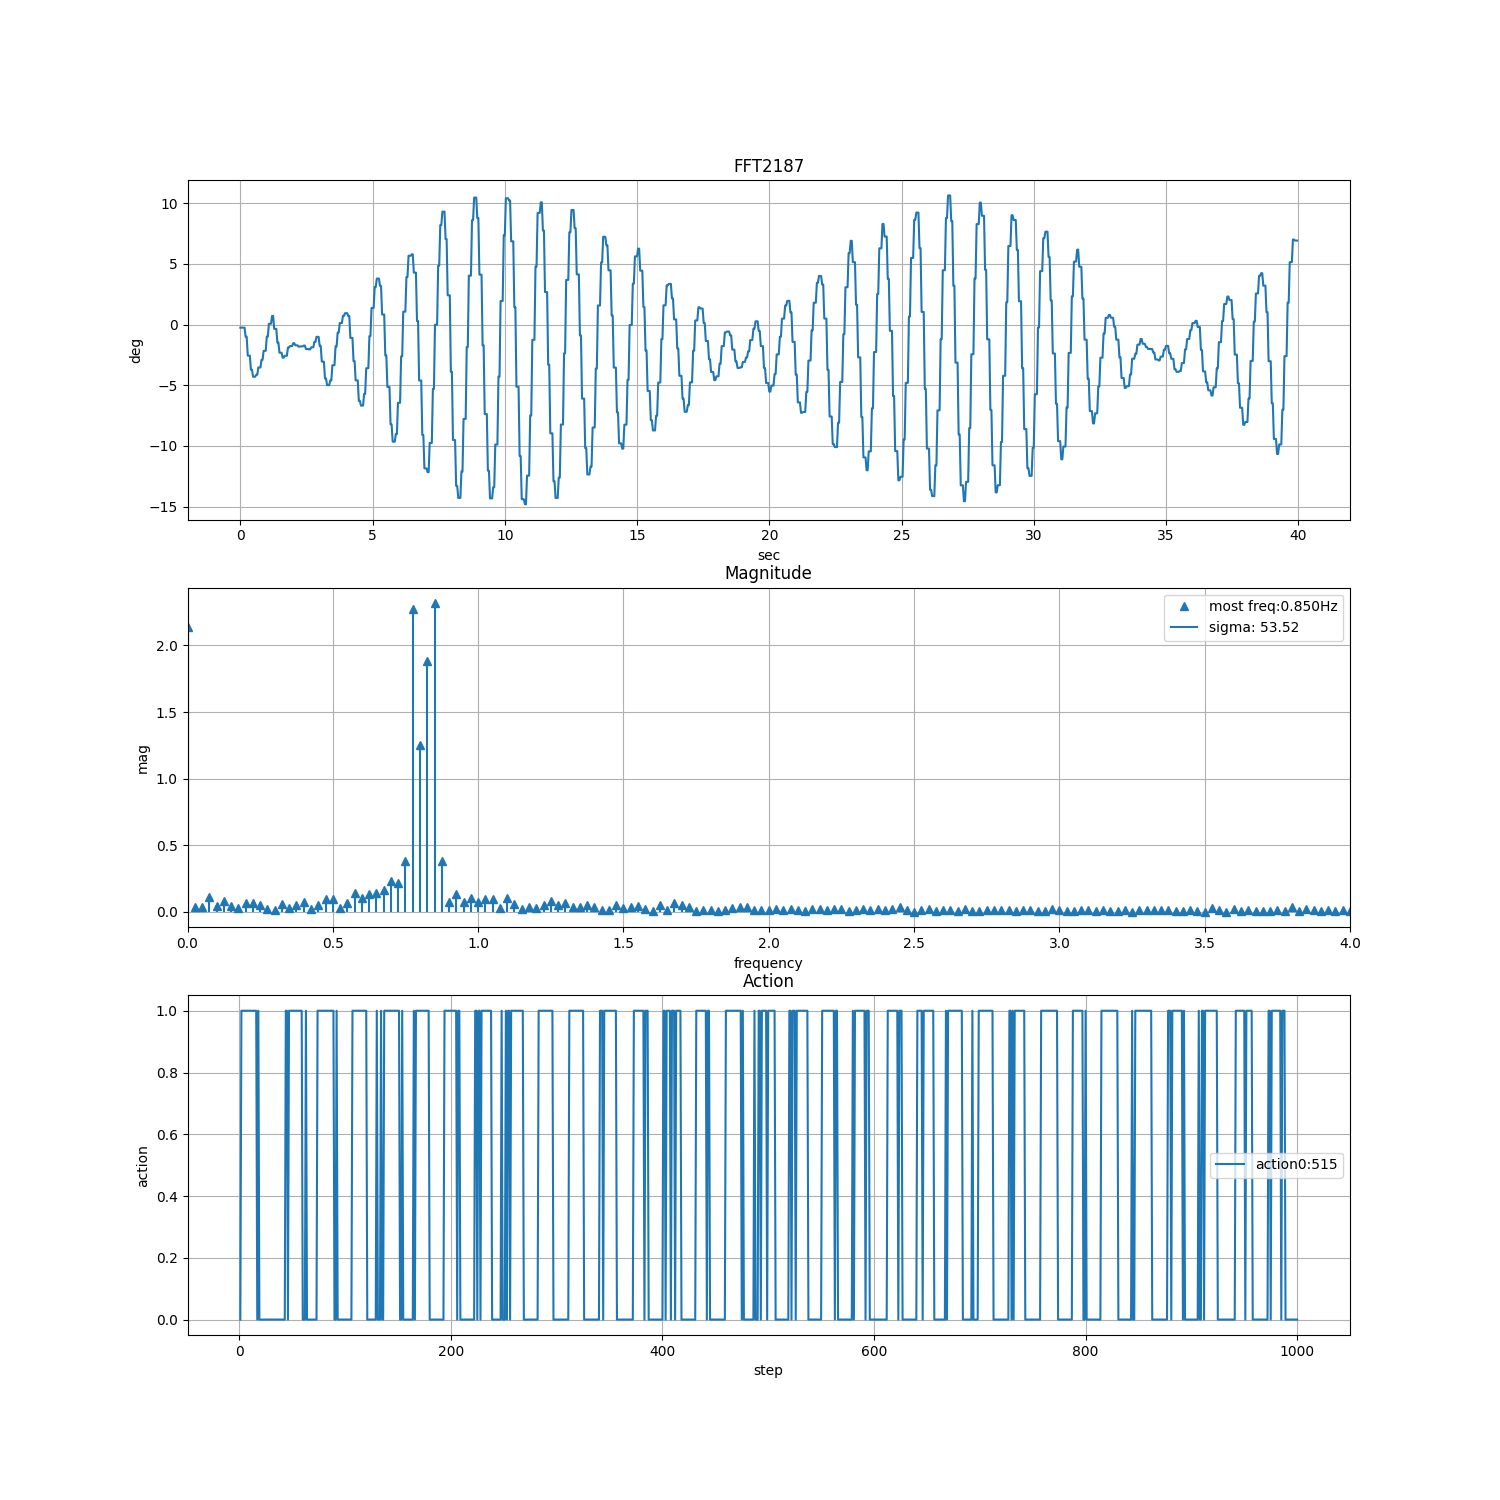 FFT2187
10
5
0
−5
−10
−15
deg
0 5 10 15 20 25 30 35 40
sec
Magnitude
most freq:0.850Hz
sigma: 53.52
2.0
1.5
1.0
0.5
0.0
mag
0.0 0.5 1.0 1.5 2.0 2.5 3.0 3.5 4.0
frequency
Action
1.0
0.8
0.6
0.4
0.2
0.0
action
action0:515
0 200 400 600 800 1000
step